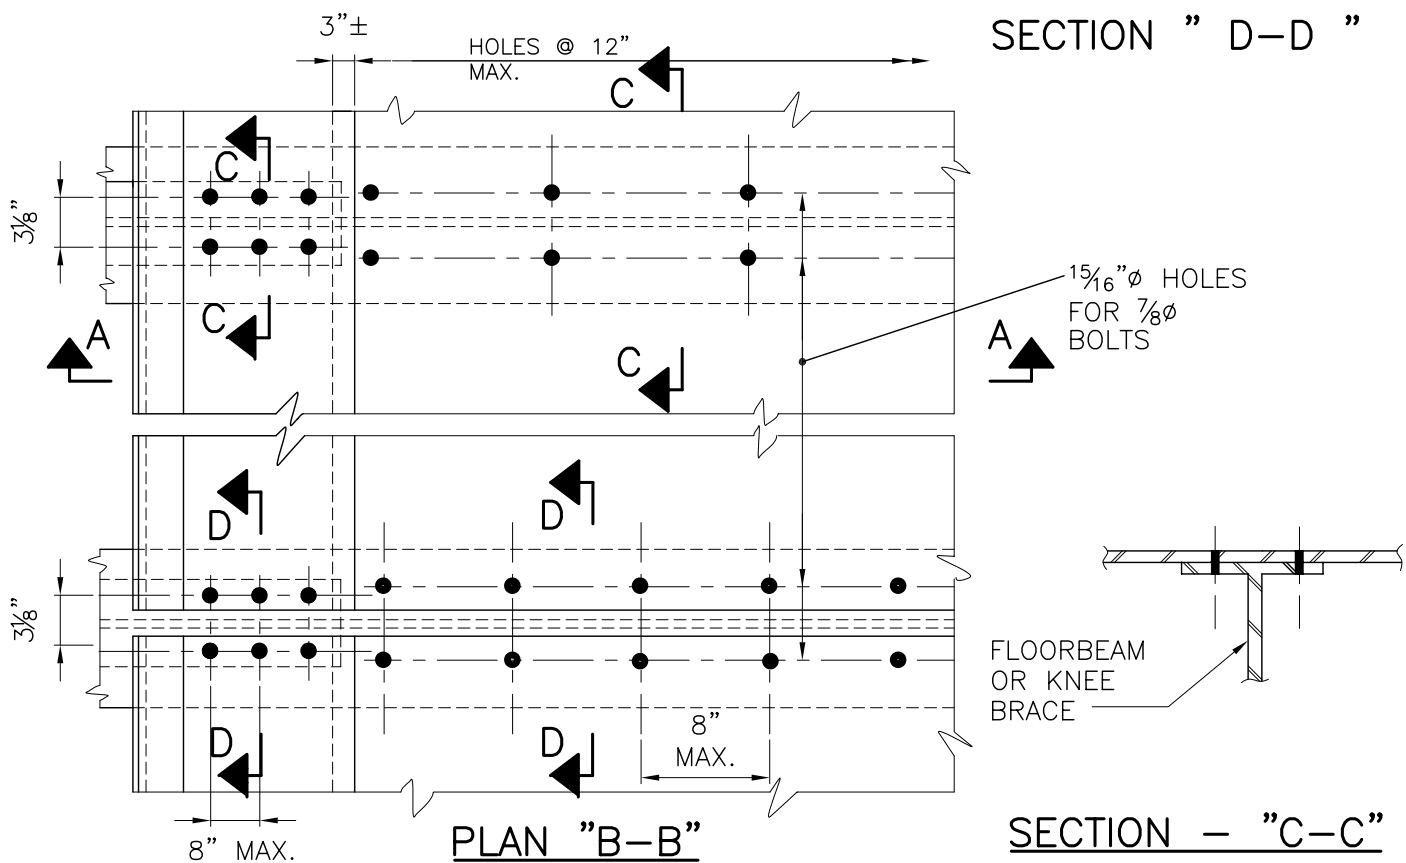 3"±
HOLES @ 12"
MAX.
SECTION " D-D "
C
C
3⅛"
C
C
A
A
15/16"ø HOLES
FOR 7/8ø
BOLTS
D
D
3⅛"
D
D
8"
MAX.
8" MAX.
FLOORBEAM
OR KNEE
BRACE
PLAN "B-B"
SECTION - "C-C"